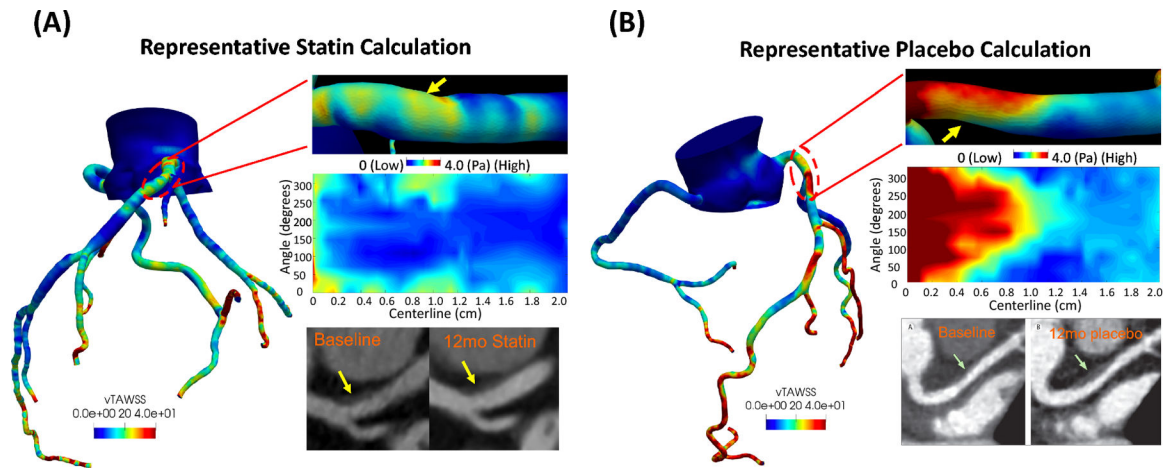 (A)
Representative Statin Calculation
0 (Low)
4.0 (Pa) (High)
Angle (degrees)
300
250
200
150
100
50
0
0 0.2 0.4 0.6 0.8 1.0 1.2 1.4 1.6 1.8 2.0
Centerline (cm)
Baseline
12mo Statin
vTAWSS
0.0e+00 20 4.0e+01
(B)
Representative Placebo Calculation
0 (Low)
4.0 (Pa) (High)
Angle (degrees)
300
250
200
150
100
50
0
0 0.2 0.4 0.6 0.8 1.0 1.2 1.4 1.6 1.8 2.0
Centerline (cm)
A
Baseline
B
12mo placebo
vTAWSS
0.0e+00 20 4.0e+01